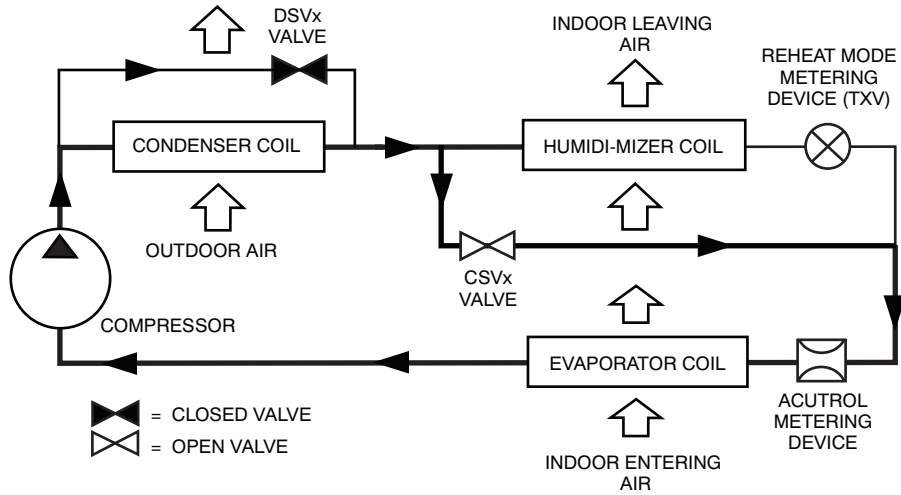 DSVx
VALVE
INDOOR LEAVING
AIR
REHEAT MODE
METERING
DEVICE (TXV)
CONDENSER COIL
HUMIDI-MIZER COIL
OUTDOOR AIR
CSVx
VALVE
COMPRESSOR
EVAPORATOR COIL
ACUTROL
METERING
DEVICE
= CLOSED VALVE
= OPEN VALVE
INDOOR ENTERING
AIR